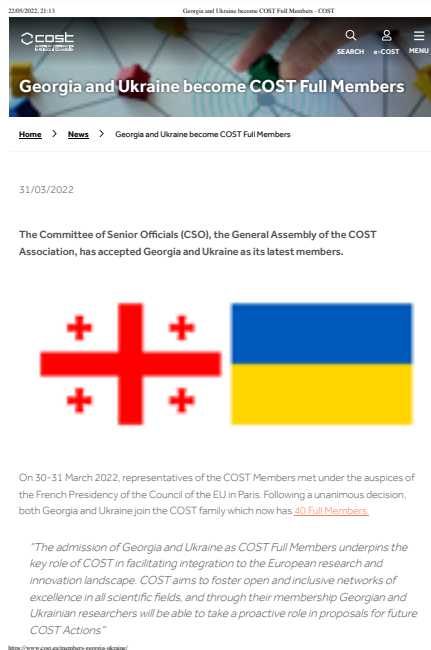 22/05/2022, 21:13
Georgia and Ukraine become COST Full Members - COST
cost
SEARCH
e-COST
MENU
Georgia and Ukraine become COST Full Members
Home > News > Georgia and Ukraine become COST Full Members
31/03/2022
The Committee of Senior Officials (CSO), the General Assembly of the COST
Association, has accepted Georgia and Ukraine as its latest members.
On 30-31 March 2022, representatives of the COST Members met under the auspices of
the French Presidency of the Council of the EU in Paris. Following a unanimous decision,
both Georgia and Ukraine join the COST family which now has 40 Full Members.
“The admission of Georgia and Ukraine as COST Full Members underpins the
key role of COST in facilitating integration to the European research and
innovation landscape. COST aims to foster open and inclusive networks of
excellence in all scientific fields, and through their membership Georgian and
Ukrainian researchers will be able to take a proactive role in proposals for future
COST Actions”
https://www.cost.eu/members-georgia-ukraine/